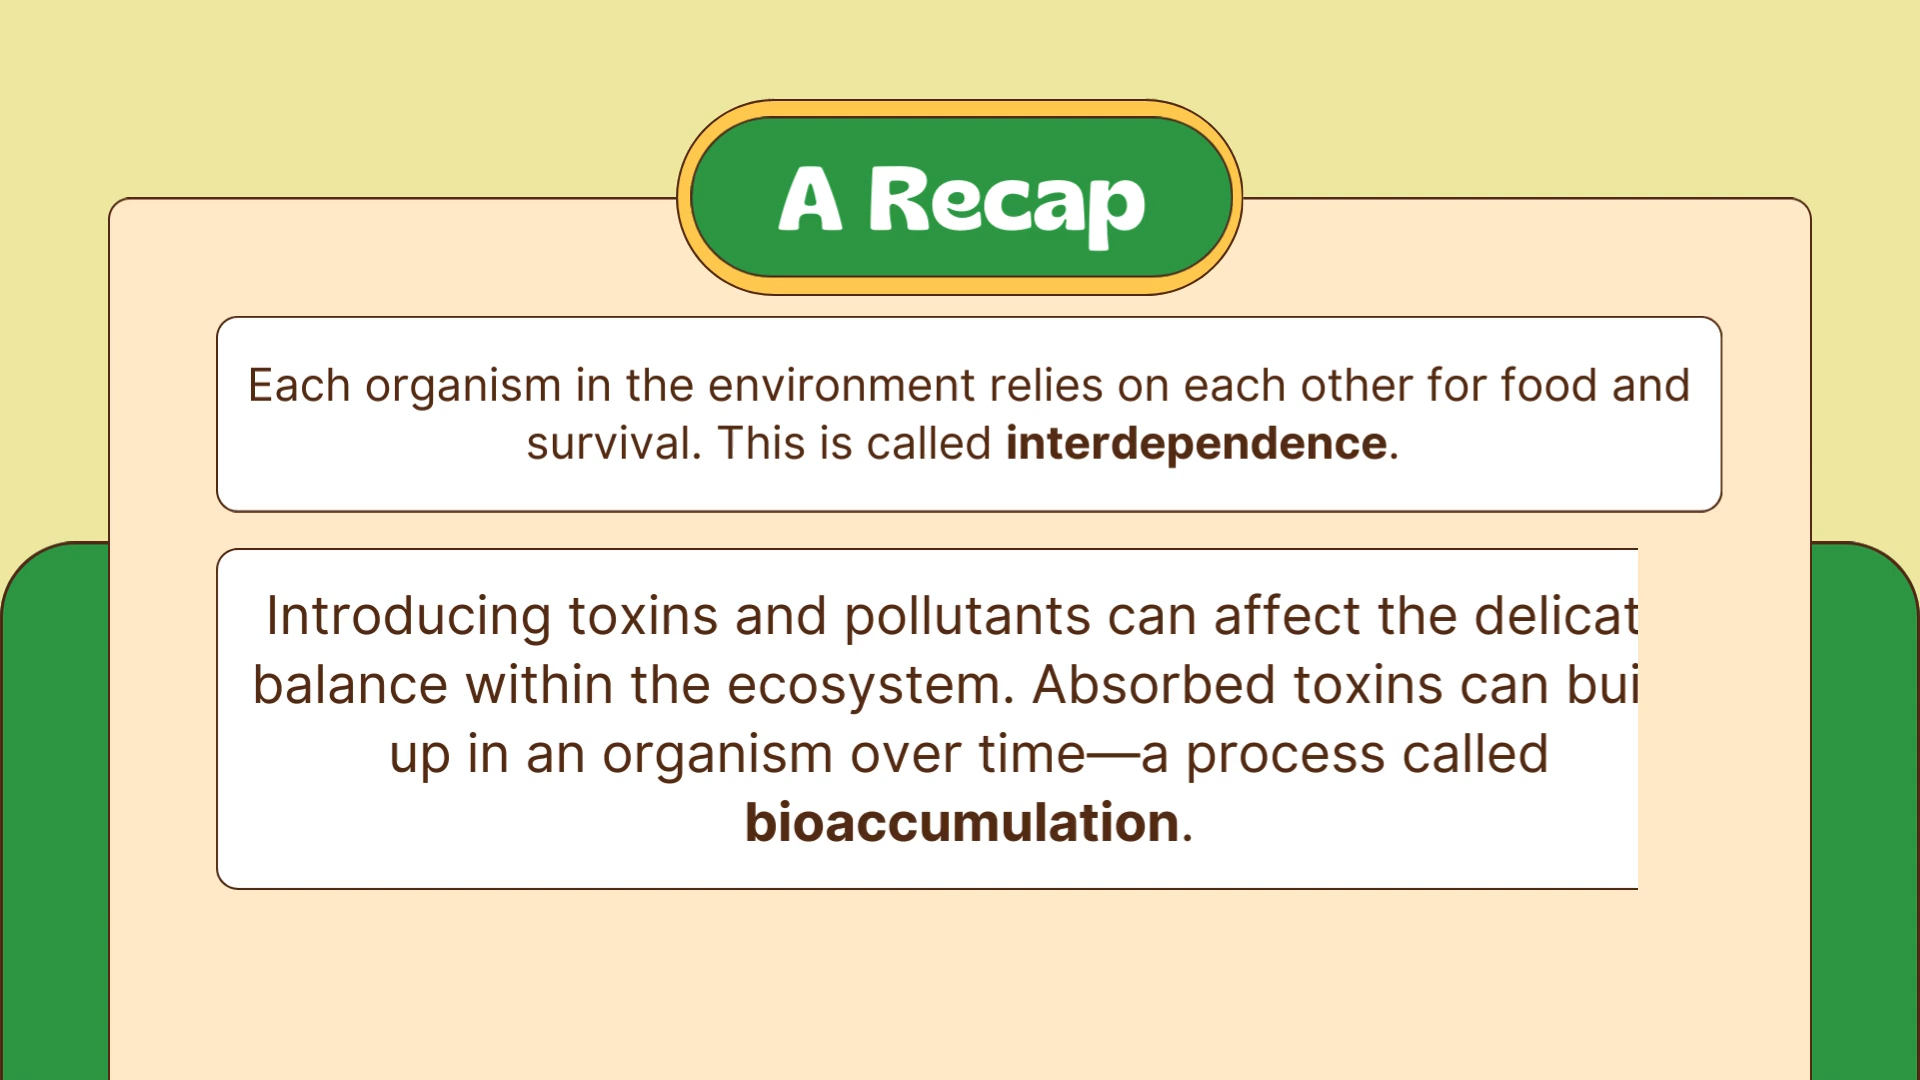 A Recap
Each organism in the environment relies on each other for food and
survival. This is called interdependence.
Introducing toxins and pollutants can affect the delicat
balance within the ecosystem. Absorbed toxins can bui
up in an organism over time—a process called
bioaccumulation.